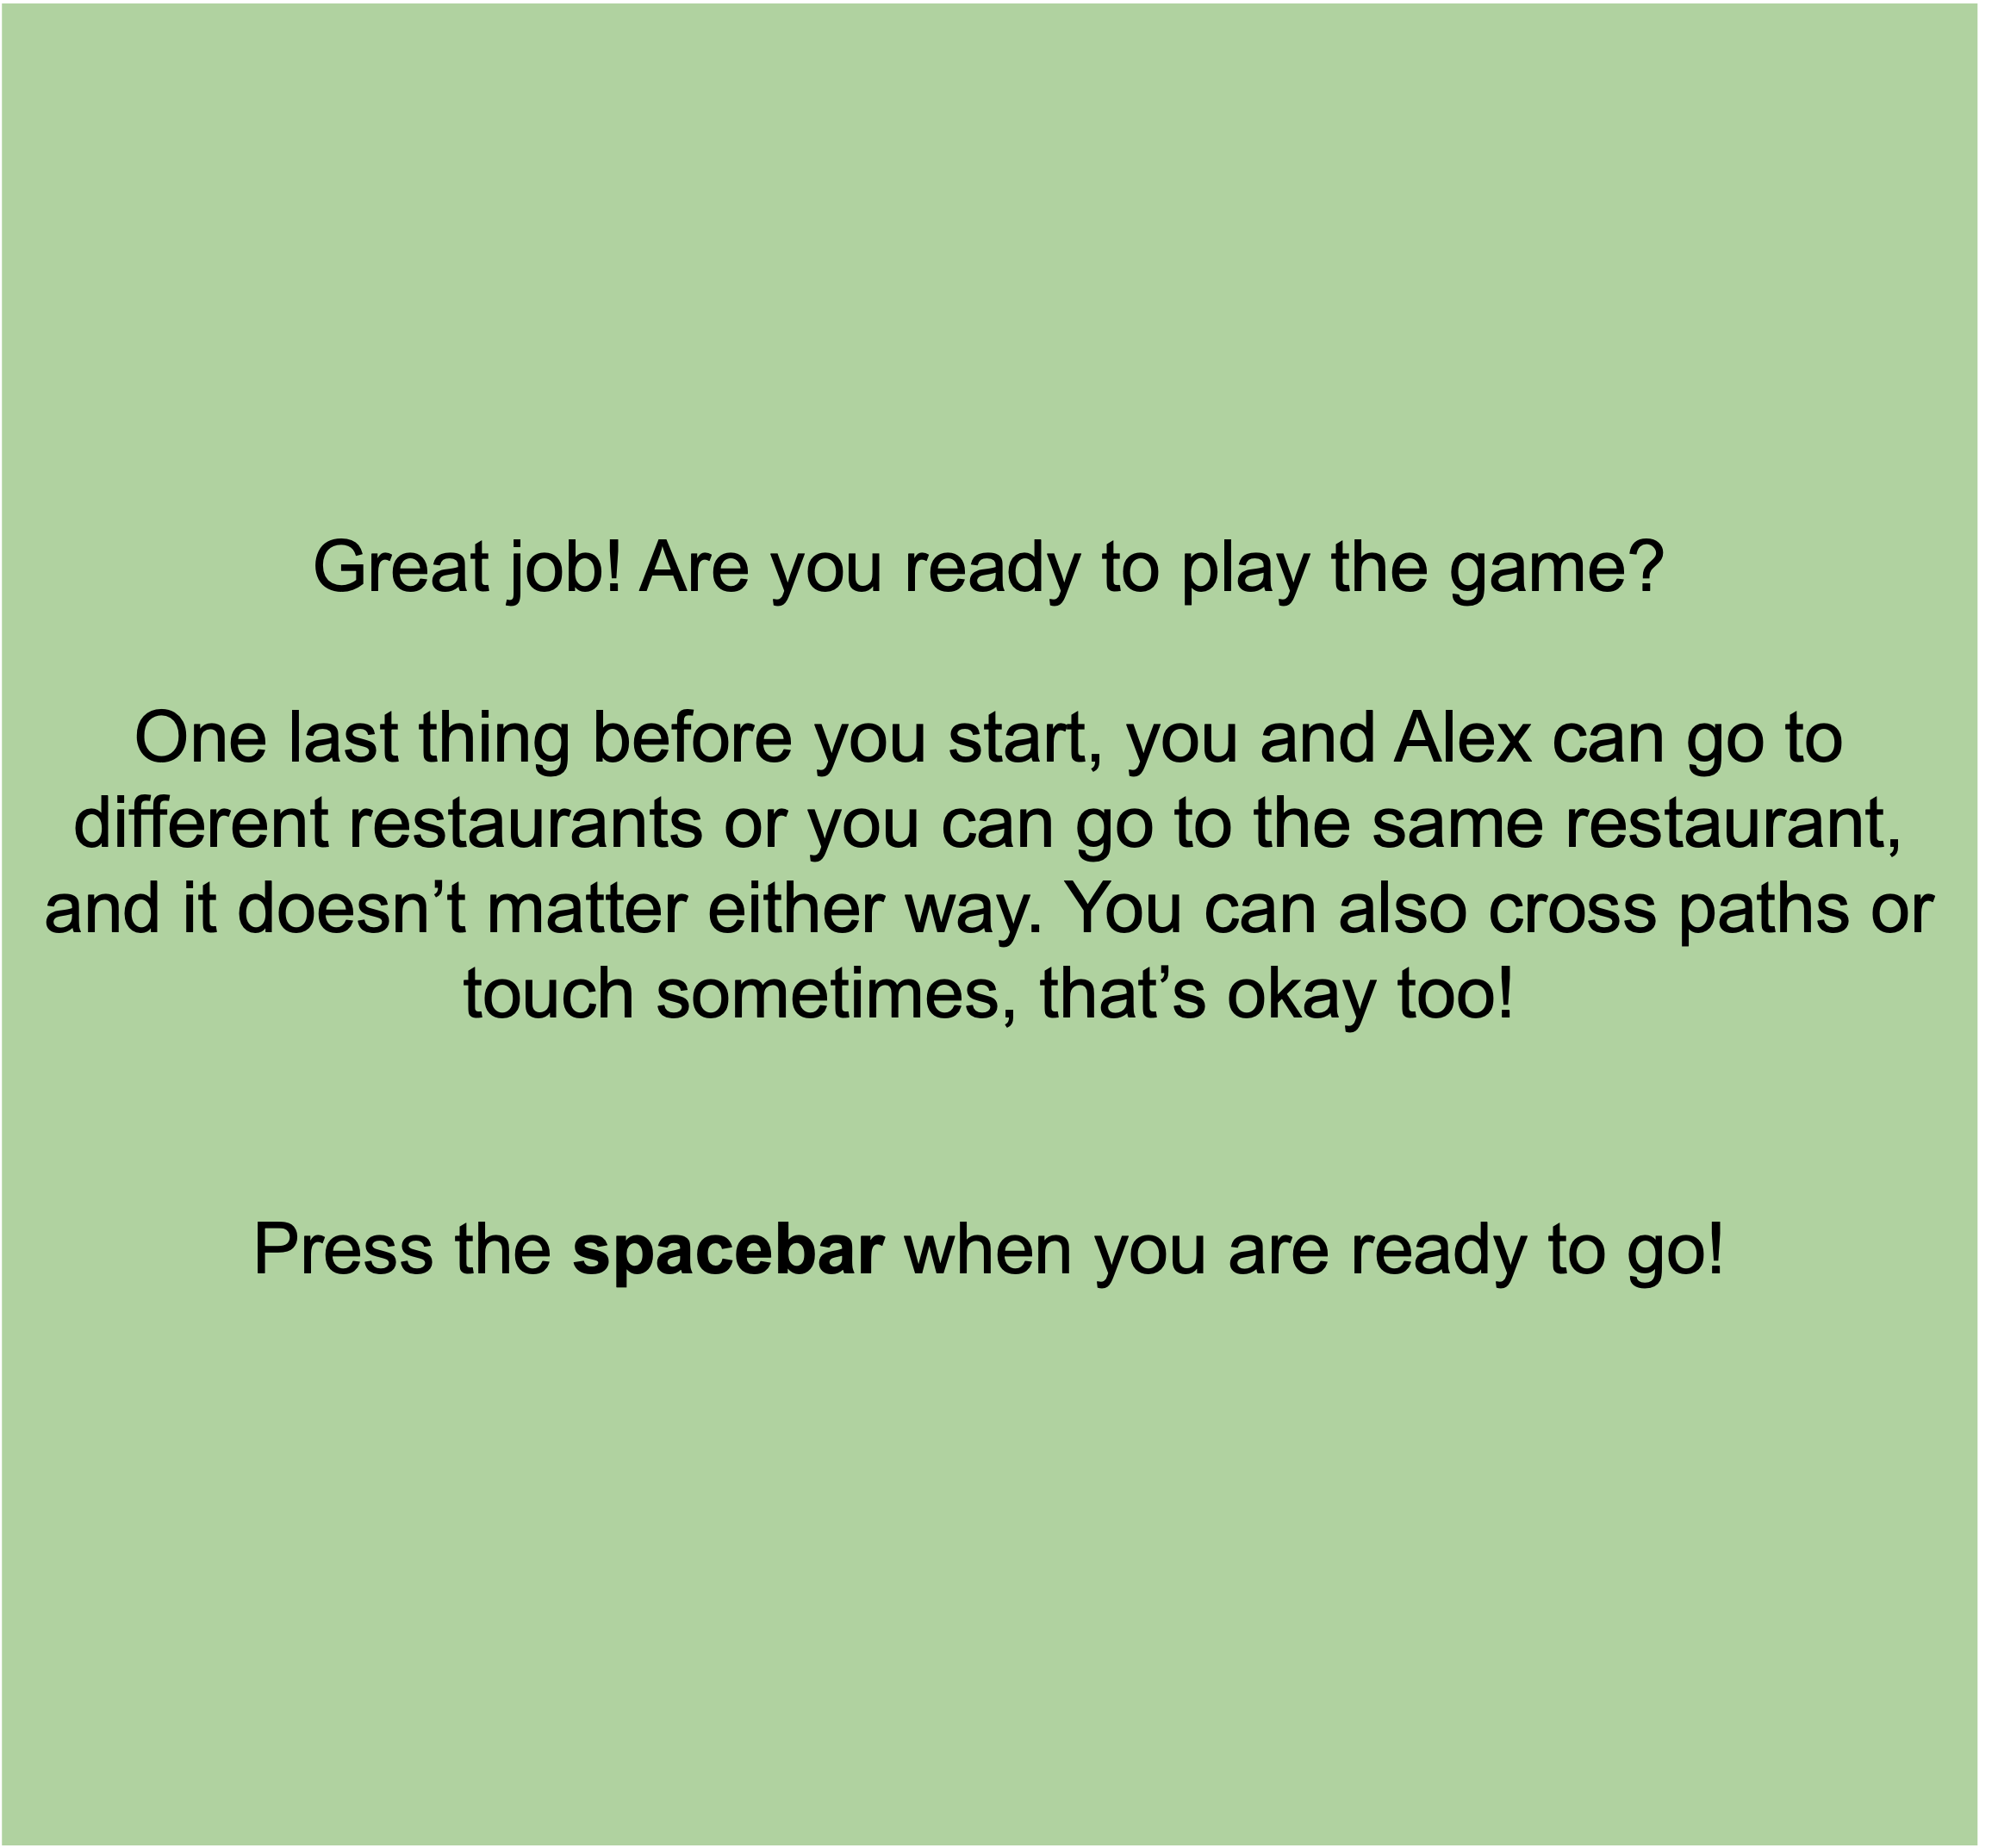 Great job! Are you ready to play the game?
One last thing before you start, you and Alex can go to
different restaurants or you can go to the same restaurant,
and it doesn’t matter either way. You can also cross paths or
touch sometimes, that’s okay too!
Press the spacebar when you are ready to go!